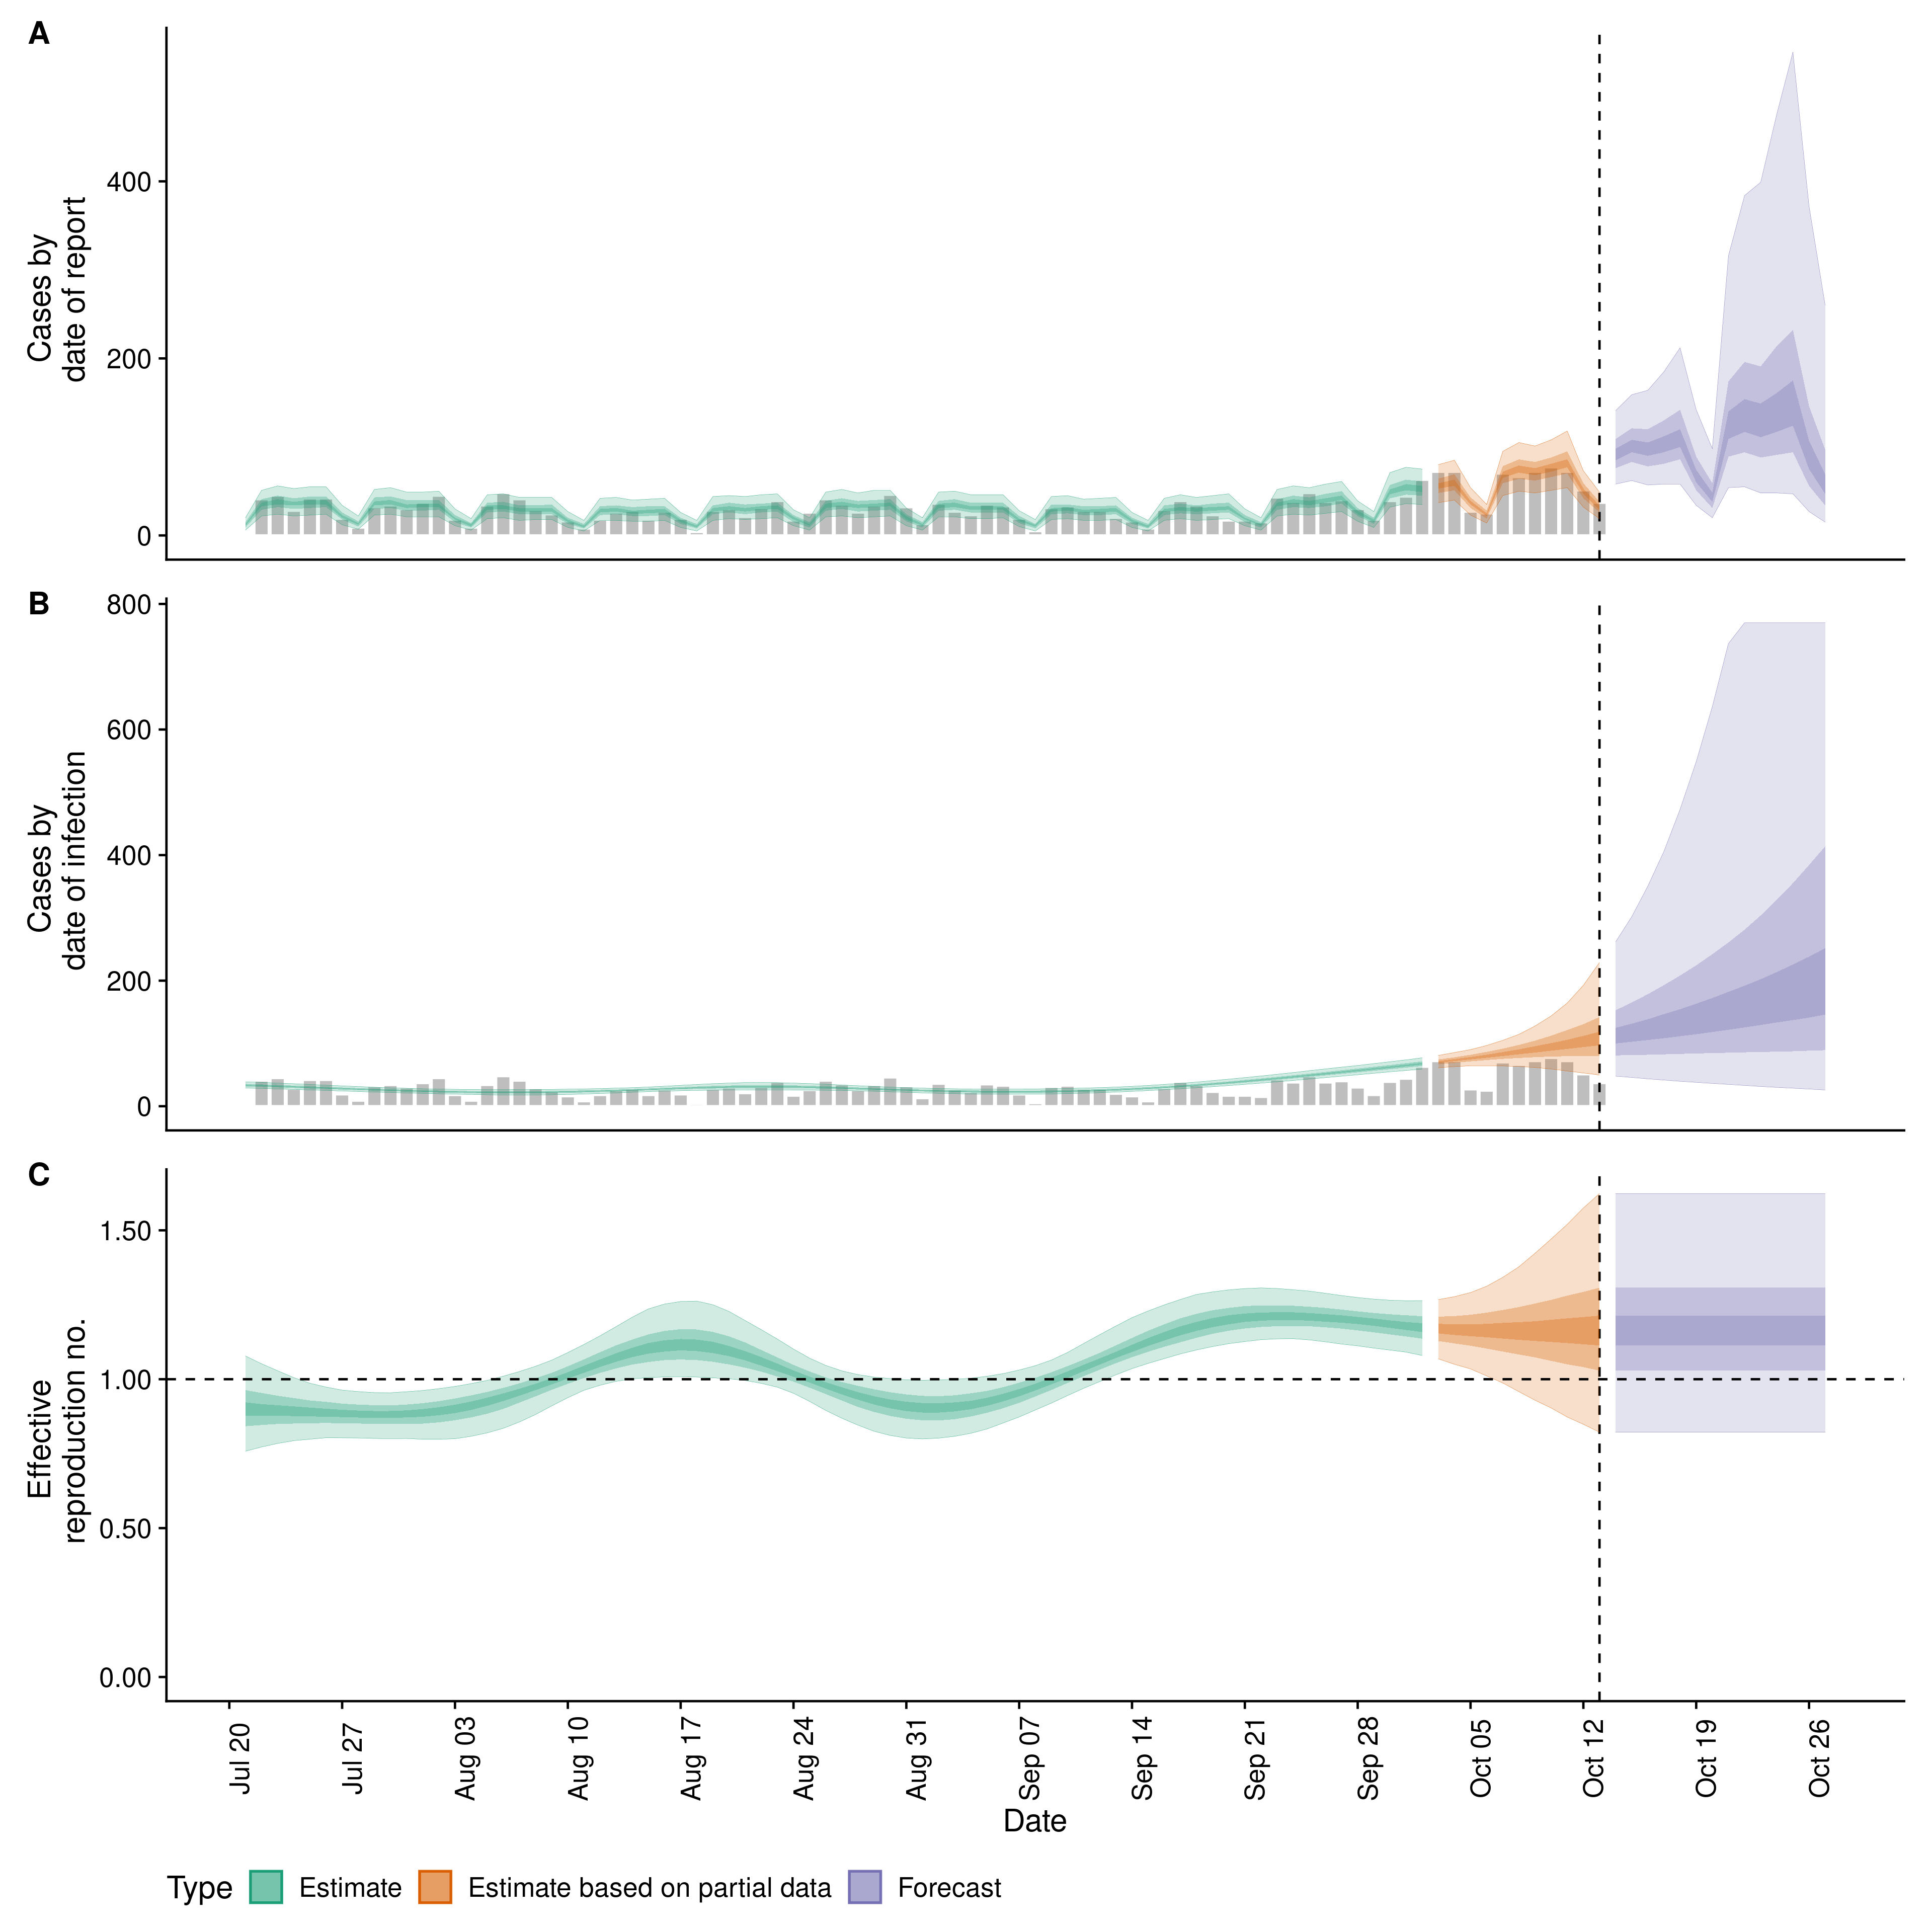 A
Cases by
date of report
400
200
0
B
Cases by
date of infection
800
600
400
200
0
C
Effective
reproduction no.
1.50
1.00
0.50
0.00
Jul 20
Jul 27
Aug 03
Aug 10
Aug 17
Aug 24
Aug 31
Sep 07
Sep 14
Sep 21
Sep 28
Oct 05
Oct 12
Oct 19
Oct 26
Date
Type Estimate Estimate based on partial data Forecast